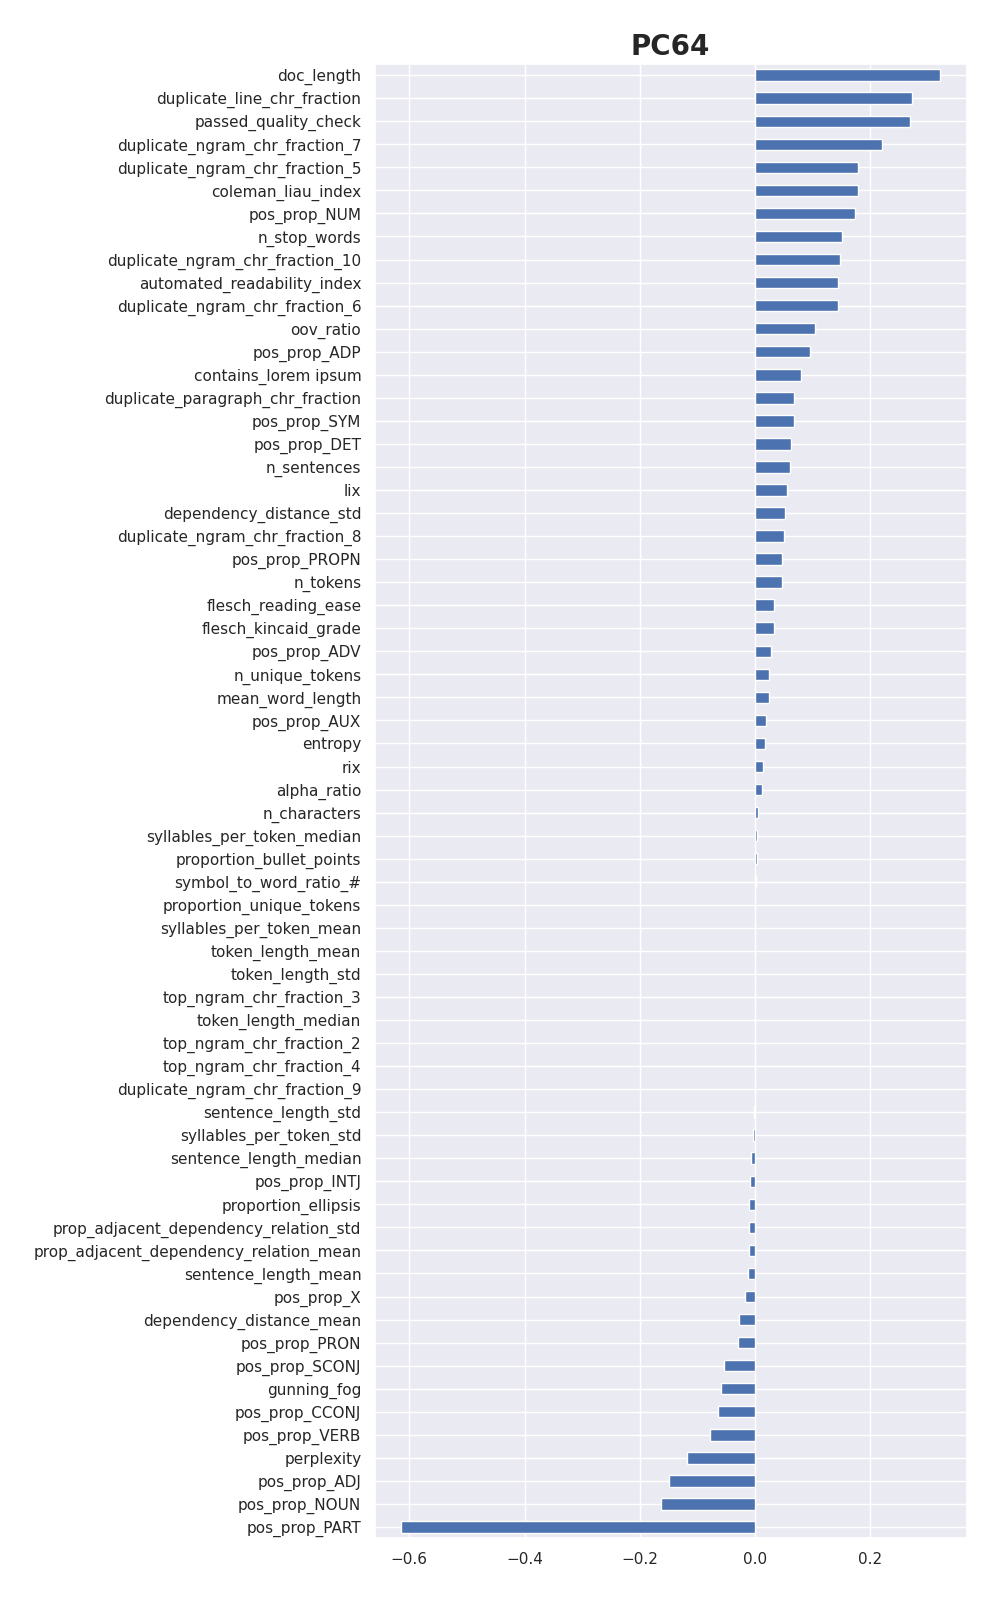 PC64
doc_length
duplicate_line_chr_fraction
passed_quality_check
duplicate_ngram_chr_fraction_7
duplicate_ngram_chr_fraction_5
coleman_liau_index
pos_prop_NUM
n_stop_words
duplicate_ngram_chr_fraction_10
automated_readability_index
duplicate_ngram_chr_fraction_6
oov_ratio
pos_prop_ADP
contains_lorem ipsum
duplicate_paragraph_chr_fraction
pos_prop_SYM
pos_prop_DET
n_sentences
lix
dependency_distance_std
duplicate_ngram_chr_fraction_8
pos_prop_PROPN
n_tokens
flesch_reading_ease
flesch_kincaid_grade
pos_prop_ADV
n_unique_tokens
mean_word_length
pos_prop_AUX
entropy
rix
alpha_ratio
n_characters
syllables_per_token_median
proportion_bullet_points
symbol_to_word_ratio_#
proportion_unique_tokens
syllables_per_token_mean
token_length_mean
token_length_std
top_ngram_chr_fraction_3
token_length_median
top_ngram_chr_fraction_2
top_ngram_chr_fraction_4
duplicate_ngram_chr_fraction_9
sentence_length_std
syllables_per_token_std
sentence_length_median
pos_prop_INTJ
proportion_ellipsis
prop_adjacent_dependency_relation_std
prop_adjacent_dependency_relation_mean
sentence_length_mean
pos_prop_X
dependency_distance_mean
pos_prop_PRON
pos_prop_SCONJ
gunning_fog
pos_prop_CCONJ
pos_prop_VERB
perplexity
pos_prop_ADJ
pos_prop_NOUN
pos_prop_PART
−0.6 −0.4 −0.2 0.0 0.2